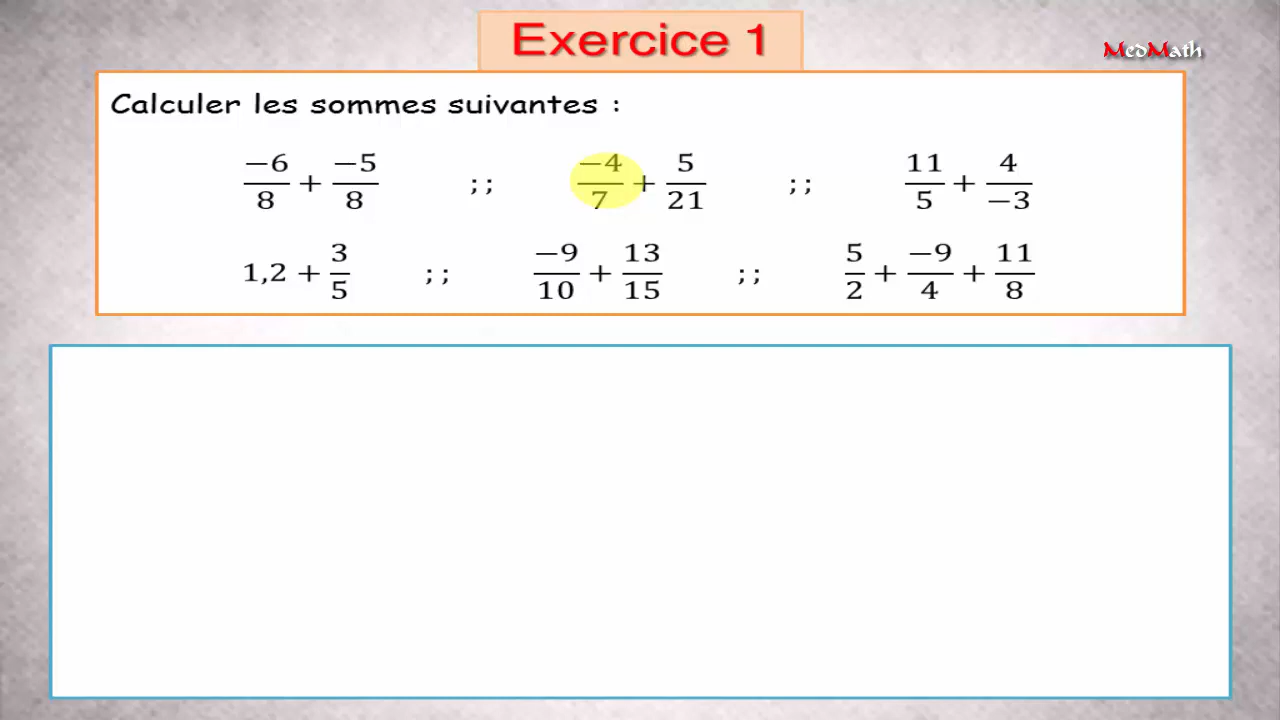 Exercice 1
MedMath
Calculer les sommes suivantes :
−6/8 + −5/8 ;; −4/7 + 5/21 ;; 11/5 + 4/−3
1,2 + 3/5 ;; −9/10 + 13/15 ;; 5/2 + −9/4 + 11/8